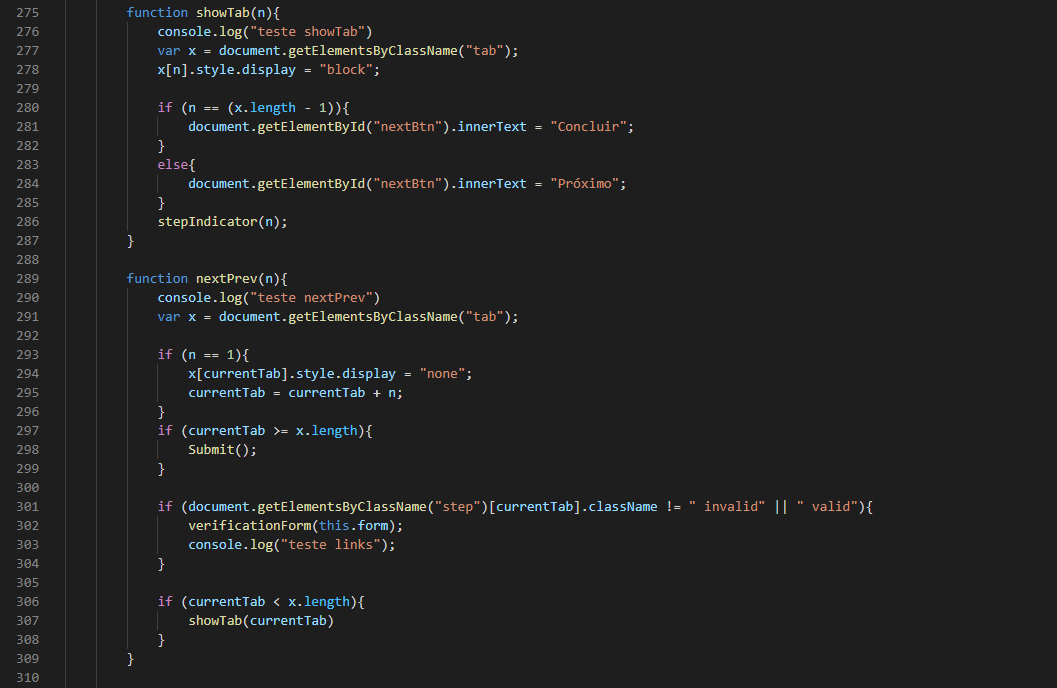 275 function showTab(n){
276 console.log("teste showTab")
277 var x = document.getElementsByClassName("tab");
278 x[n].style.display = "block";
279
280 if (n == (x.length - 1)){
281 document.getElementById("nextBtn").innerText = "Concluir";
282 }
283 else{
284 document.getElementById("nextBtn").innerText = "Próximo";
285 }
286 stepIndicator(n);
287 }
288
289 function nextPrev(n){
290 console.log("teste nextPrev")
291 var x = document.getElementsByClassName("tab");
292
293 if (n == 1){
294 x[currentTab].style.display = "none";
295 currentTab = currentTab + n;
296 }
297 if (currentTab >= x.length){
298 Submit();
299 }
300
301 if (document.getElementsByClassName("step")[currentTab].className != " invalid" || " valid"){
302 verificationForm(this.form);
303 console.log("teste links");
304 }
305
306 if (currentTab < x.length){
307 showTab(currentTab)
308 }
309 }
310